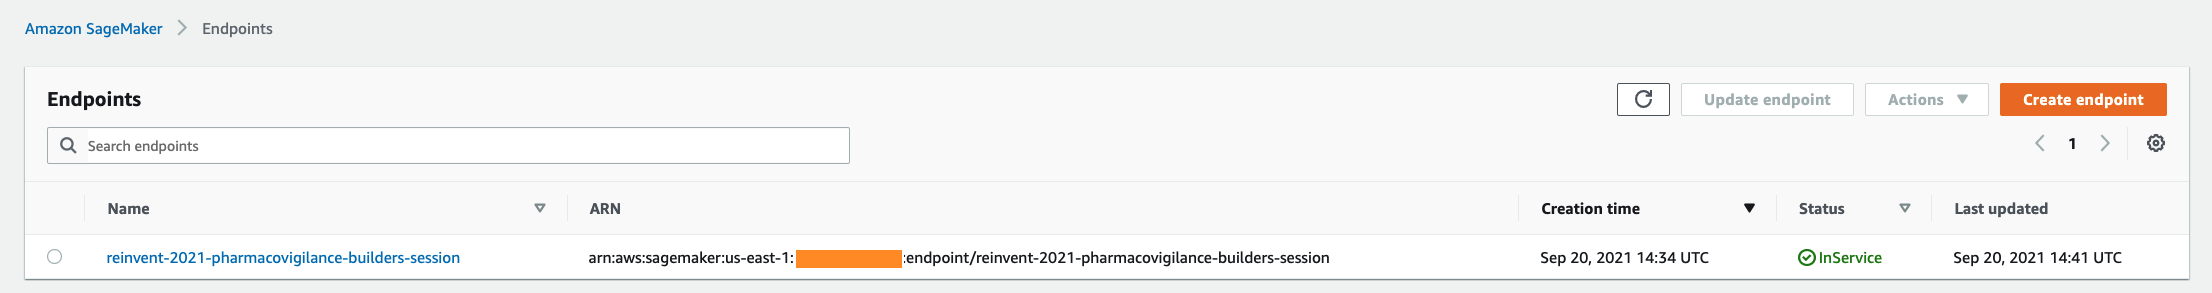 Amazon SageMaker Endpoints
Endpoints
Update endpoint Actions Create endpoint
Search endpoints
1
Name ARN Creation time Status Last updated
reinvent-2021-pharmacovigilance-builders-session arn:aws:sagemaker:us-east-1: :endpoint/reinvent-2021-pharmacovigilance-builders-session Sep 20, 2021 14:34 UTC InService Sep 20, 2021 14:41 UTC